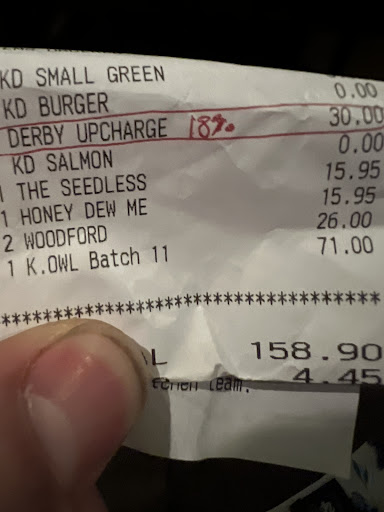 KD SMALL GREEN
KD BURGER 0.00
DERBY UPCHARGE 18% 30.00
KD SALMON 0.00
1 THE SEEDLESS 15.95
1 HONEY DEW ME 15.95
2 WOODFORD 26.00
1 K.OWL Batch 11 71.00
****************************************
L 158.90
team. 4.45